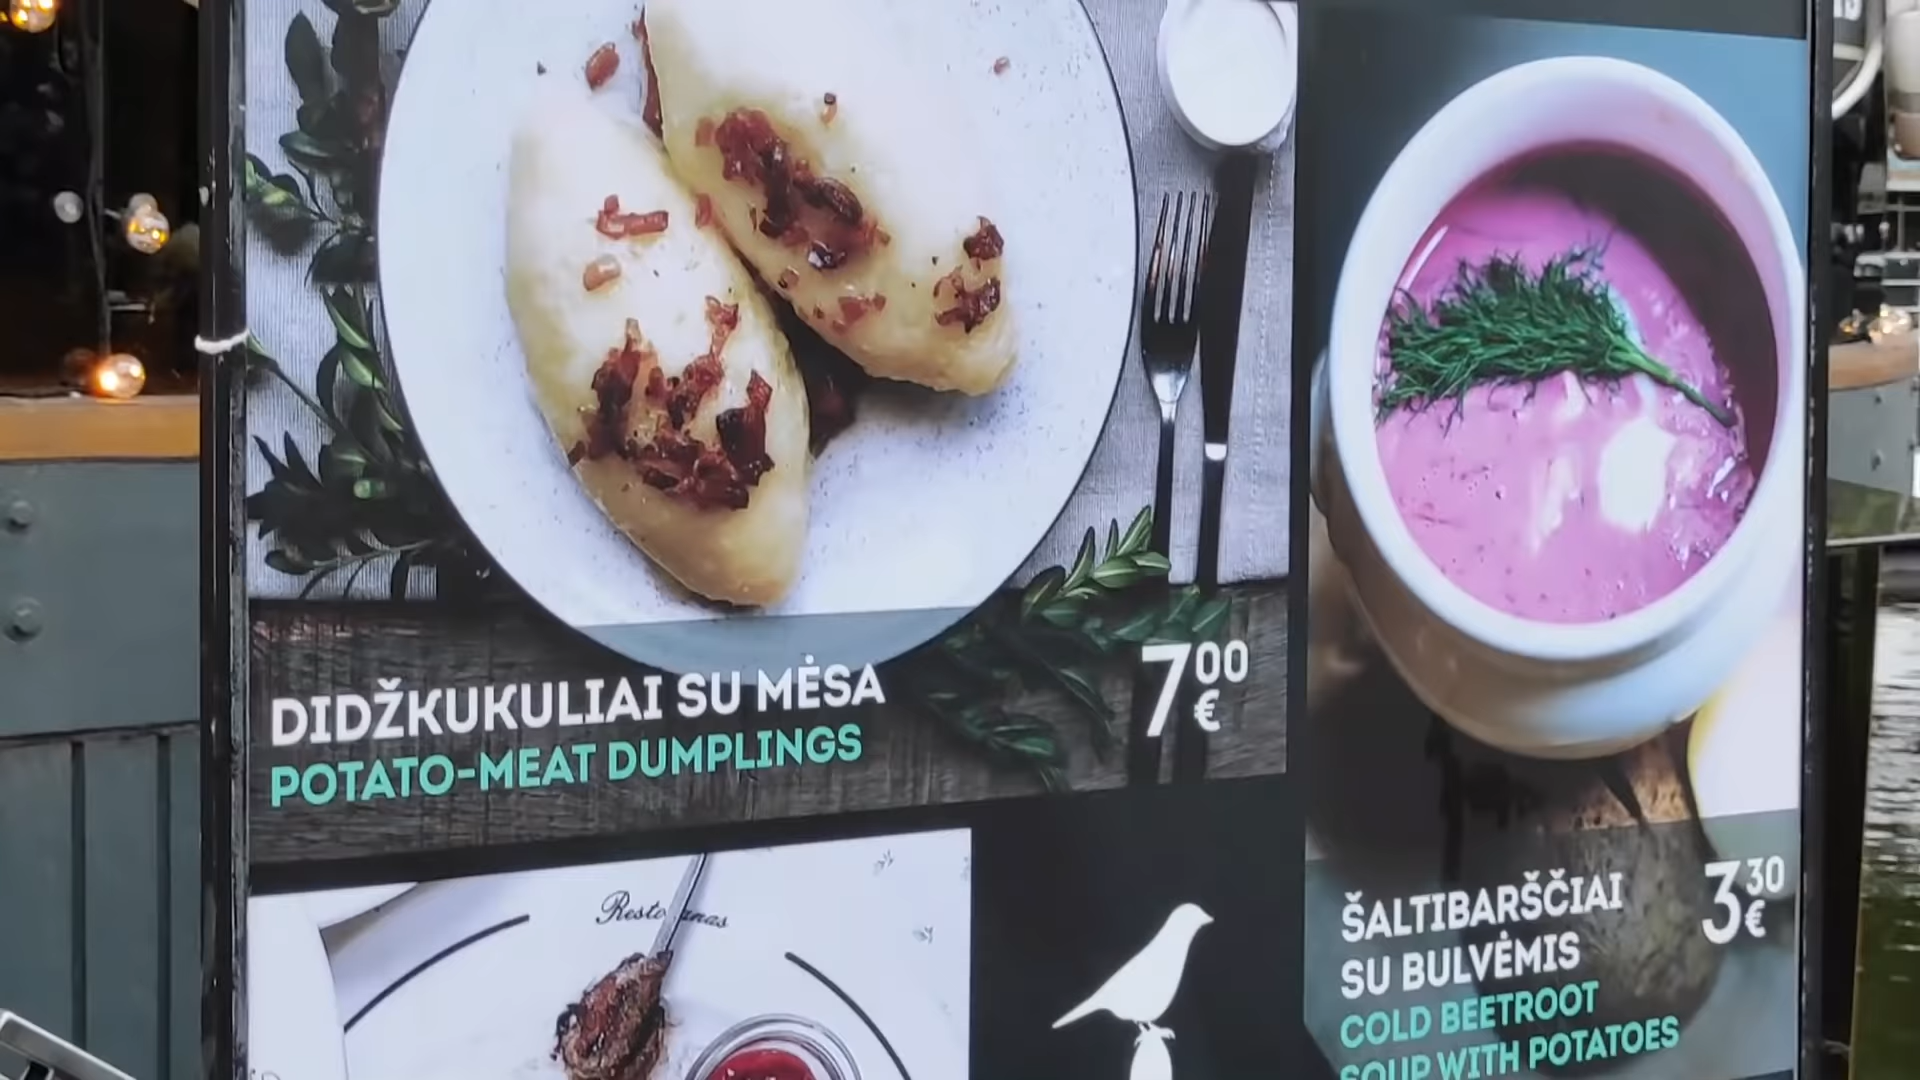 DIDŽKUKULIAI SU MĖSA
POTATO-MEAT DUMPLINGS
7 00 €
ŠALTIBARŠČIAI
SU BULVĖMIS
3 30 €
COLD BEETROOT
SOUP WITH POTATOES